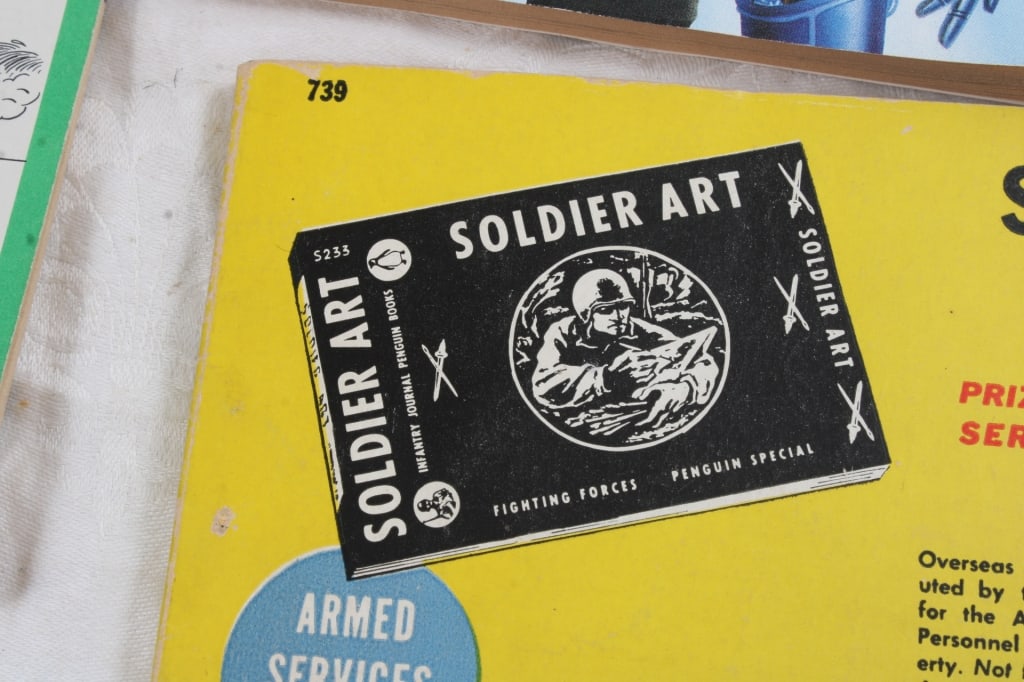 739
S233
SOLDIER ART
SOLDIER ART
INFANTRY JOURNAL PENGUIN BOOKS
SOLDIER ART
FIGHTING FORCES PENGUIN SPECIAL
ARMED
SERVICES
S
PRIZ
SER
Overseas
uted by
for the A
Personnel
erty. Not